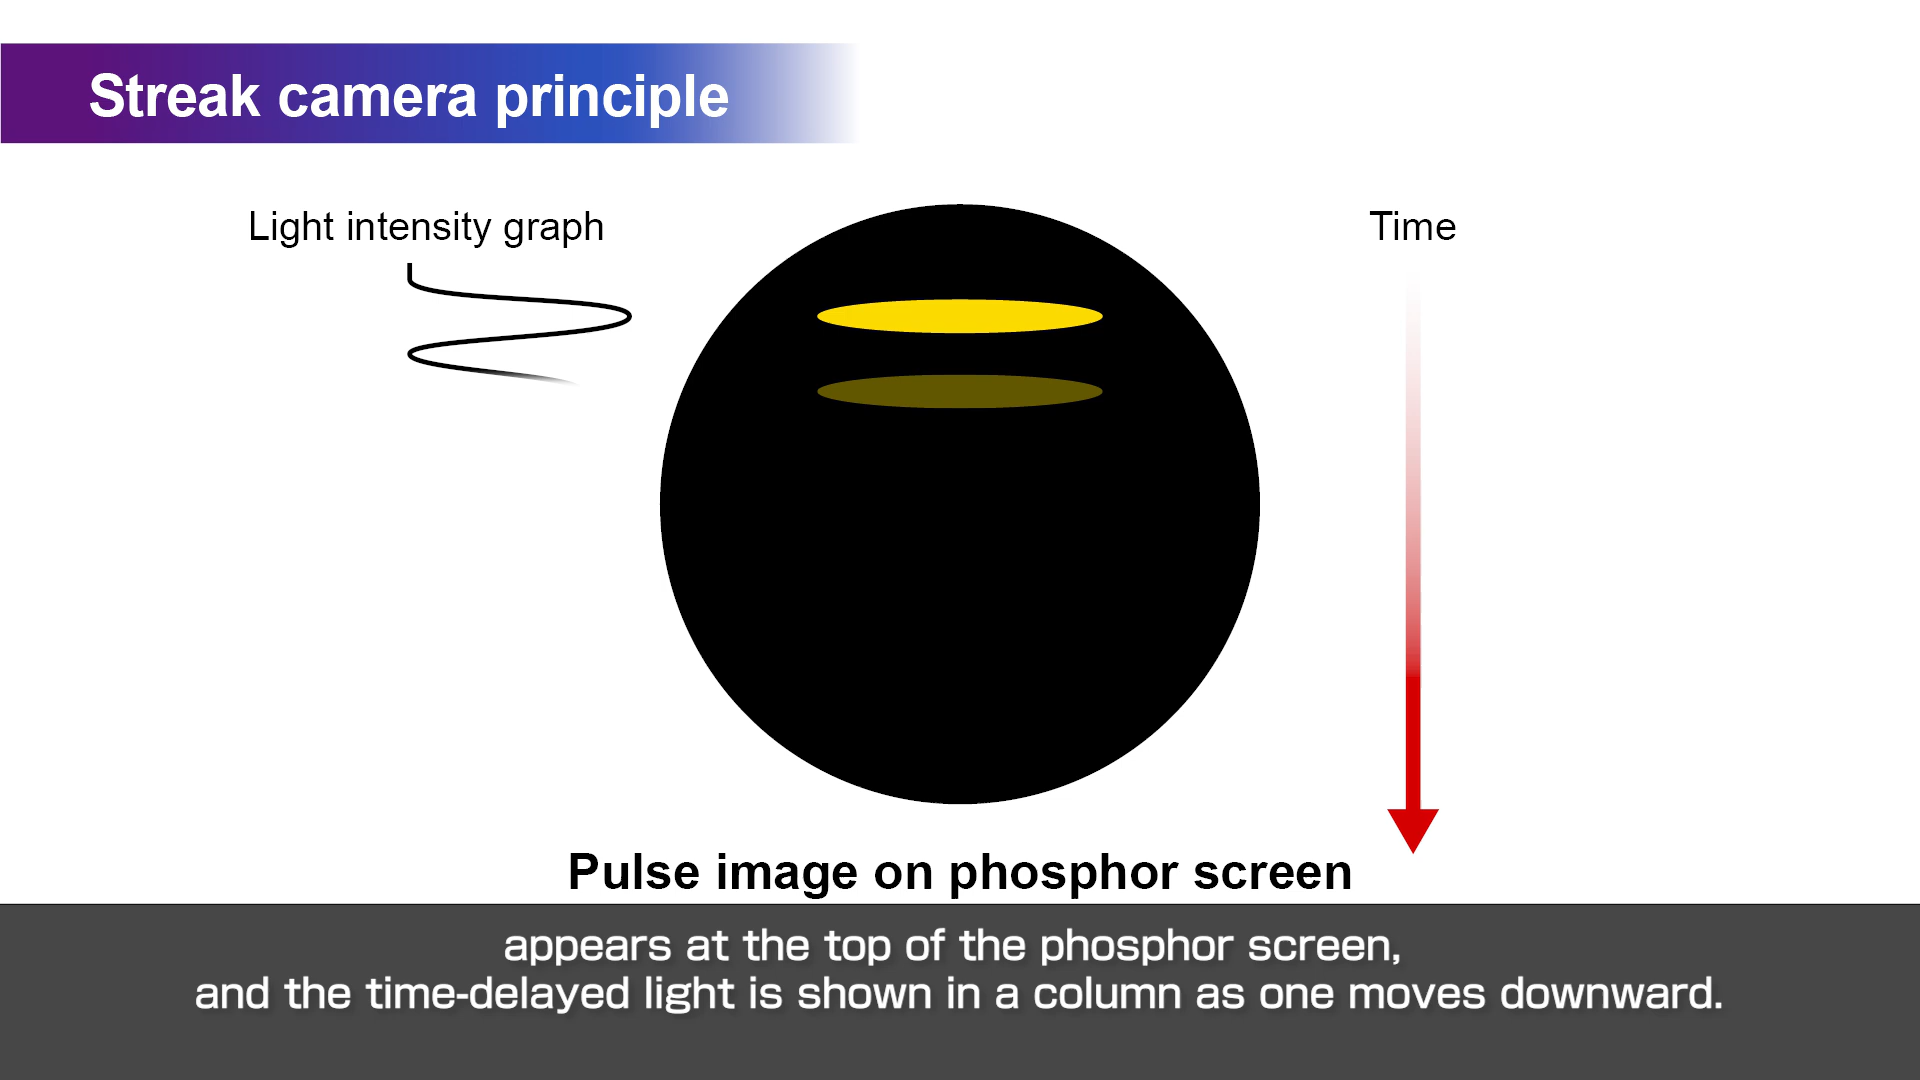 Streak camera principle
Light intensity graph
Time
Pulse image on phosphor screen
appears at the top of the phosphor screen,
and the time-delayed light is shown in a column as one moves downward.